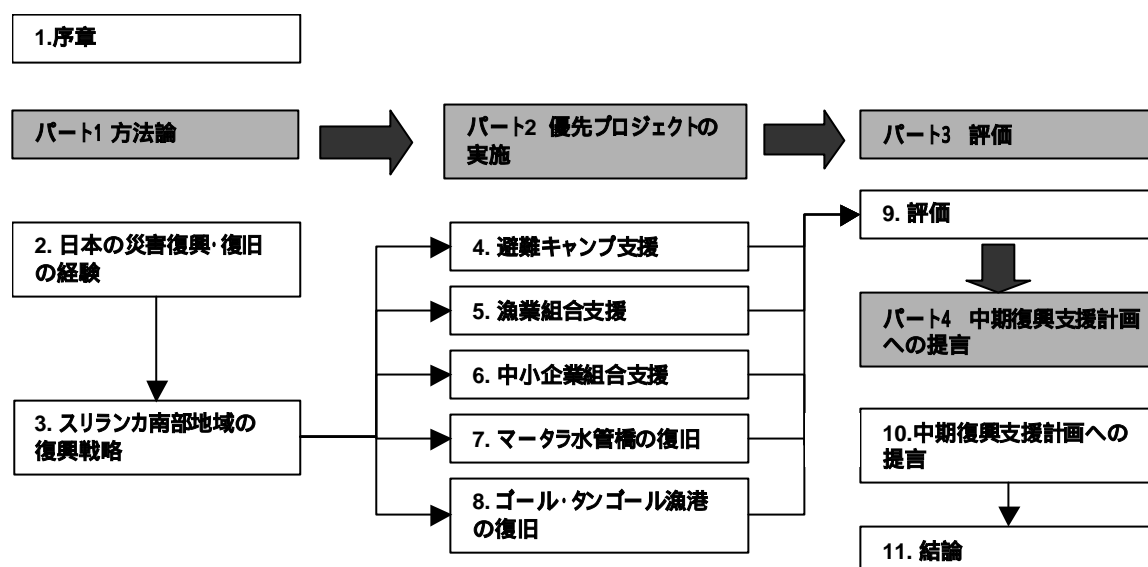 1.序章
パート1 方法論
パート2 優先プロジェクトの
実施
パート3 評価
2. 日本の災害復興・復旧
の経験
3. スリランカ南部地域の
復興戦略
4. 避難キャンプ支援
5. 漁業組合支援
6. 中小企業組合支援
7. マータラ水管橋の復旧
8. ゴール・タンゴール漁港
の復旧
9. 評価
パート4 中期復興支援計画
への提言
10.中期復興支援計画への
提言
11. 結論